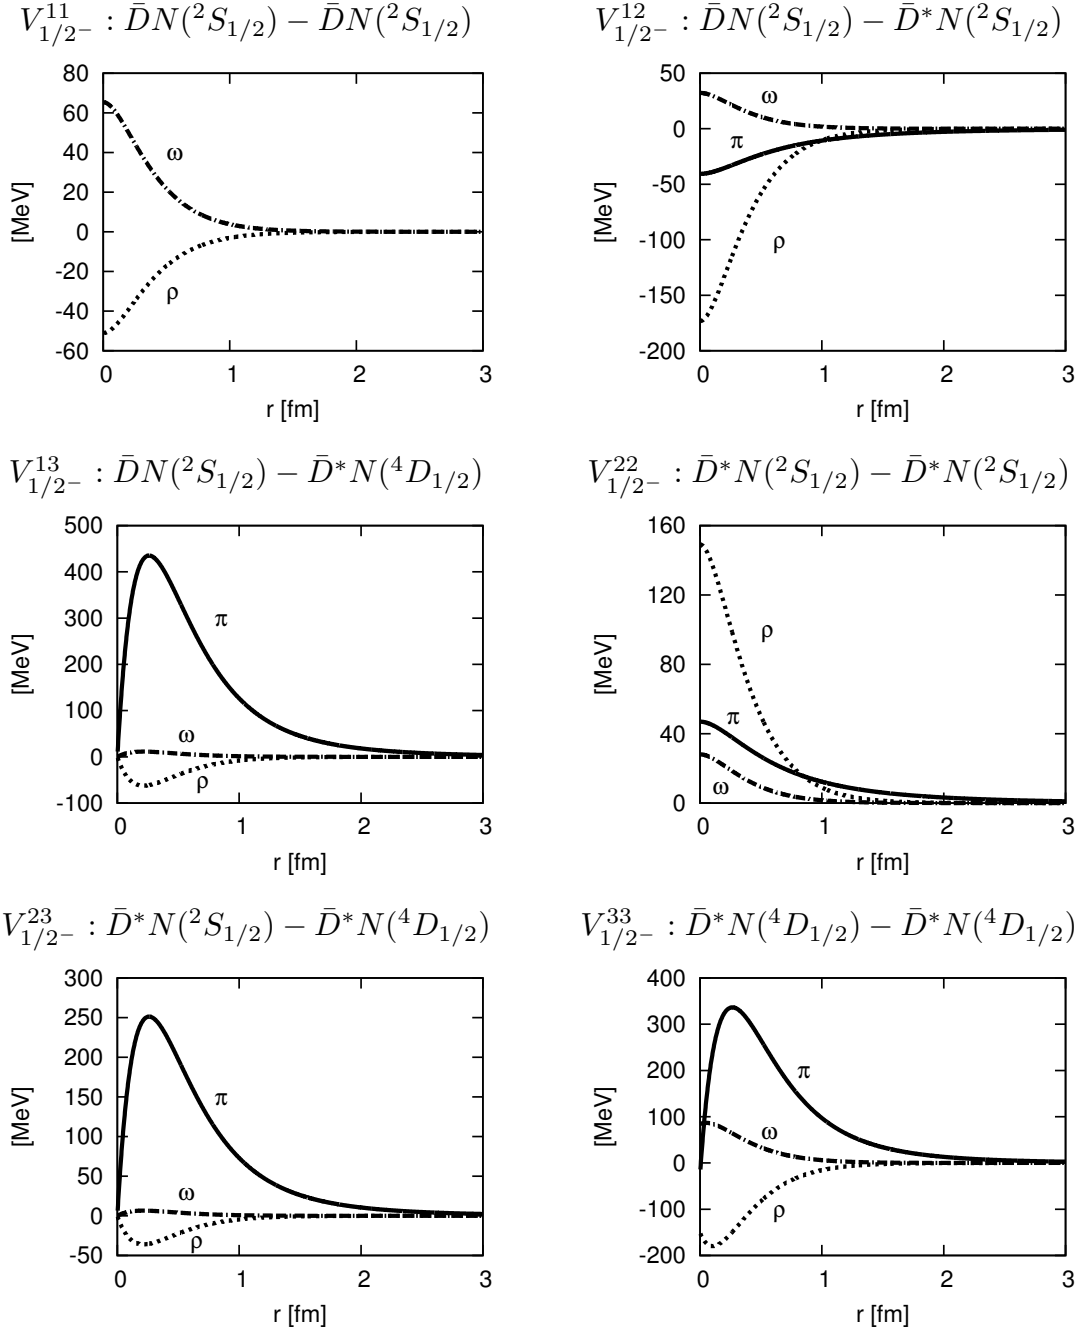 V^{11}_{1/2^-} : D̄N(²S_{1/2}) − D̄N(²S_{1/2})
80
60
40
20
0
-20
-40
-60
[MeV]
ω
ρ
0 1 2 3
r [fm]
V^{12}_{1/2^-} : D̄N(²S_{1/2}) − D̄*N(²S_{1/2})
50
0
-50
-100
-150
-200
[MeV]
ω
π
ρ
0 1 2 3
r [fm]
V^{13}_{1/2^-} : D̄N(²S_{1/2}) − D̄*N(⁴D_{1/2})
500
400
300
200
100
0
-100
[MeV]
π
ω
ρ
0 1 2 3
r [fm]
V^{22}_{1/2^-} : D̄*N(²S_{1/2}) − D̄*N(²S_{1/2})
160
120
80
40
0
[MeV]
ρ
π
ω
0 1 2 3
r [fm]
V^{23}_{1/2^-} : D̄*N(²S_{1/2}) − D̄*N(⁴D_{1/2})
300
250
200
150
100
50
0
-50
[MeV]
π
ω
ρ
0 1 2 3
r [fm]
V^{33}_{1/2^-} : D̄*N(⁴D_{1/2}) − D̄*N(⁴D_{1/2})
400
300
200
100
0
-100
-200
[MeV]
π
ω
ρ
0 1 2 3
r [fm]